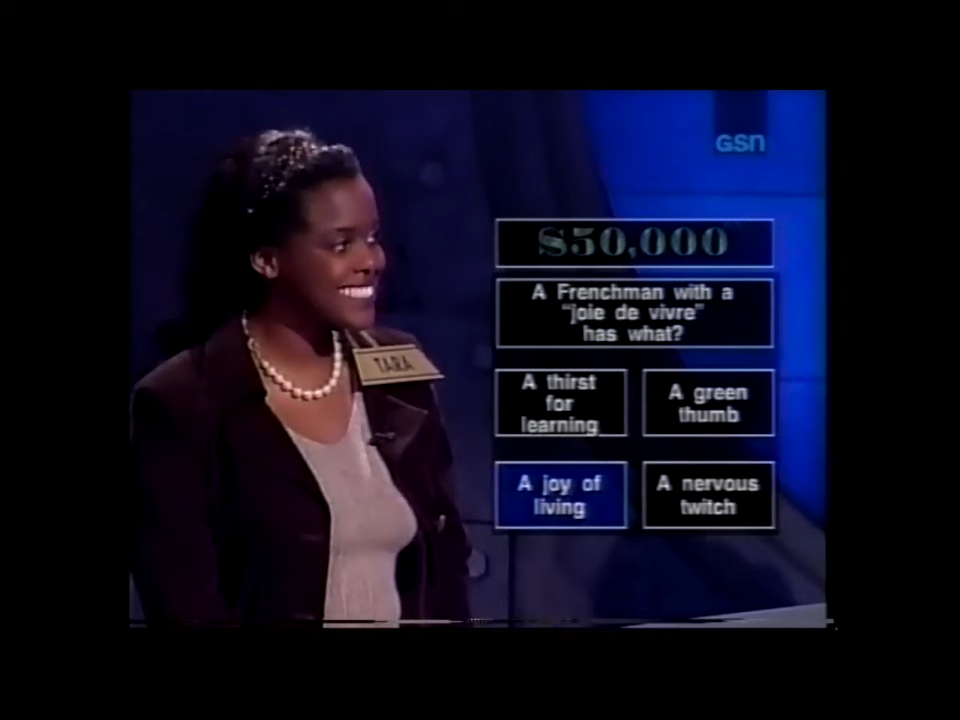 GSN
$50,000
A Frenchman with a
"joie de vivre"
has what?
TARA
A thirst
for
learning
A green
thumb
A joy of
living
A nervous
twitch